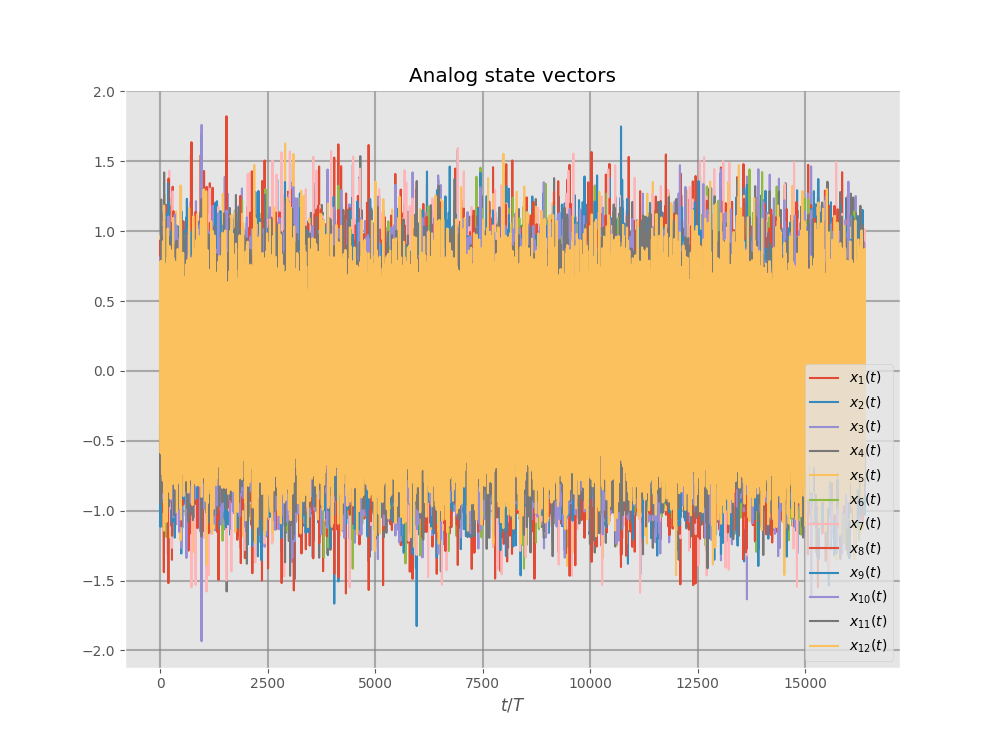 Analog state vectors
2.0
1.5
1.0
0.5
0.0
−0.5
−1.0
−1.5
−2.0
0
2500
5000
7500
10000
12500
15000
t/T
x₁(t)
x₂(t)
x₃(t)
x₄(t)
x₅(t)
x₆(t)
x₇(t)
x₈(t)
x₉(t)
x₁₀(t)
x₁₁(t)
x₁₂(t)